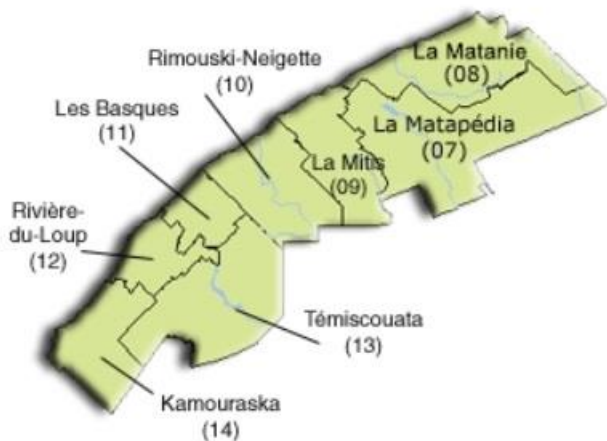 La Matanie
(08)
Rimouski-Neigette
(10)
Les Basques
(11)
La Matapédia
(07)
La Mitis
(09)
Rivière-
du-Loup
(12)
Témiscouata
(13)
Kamouraska
(14)